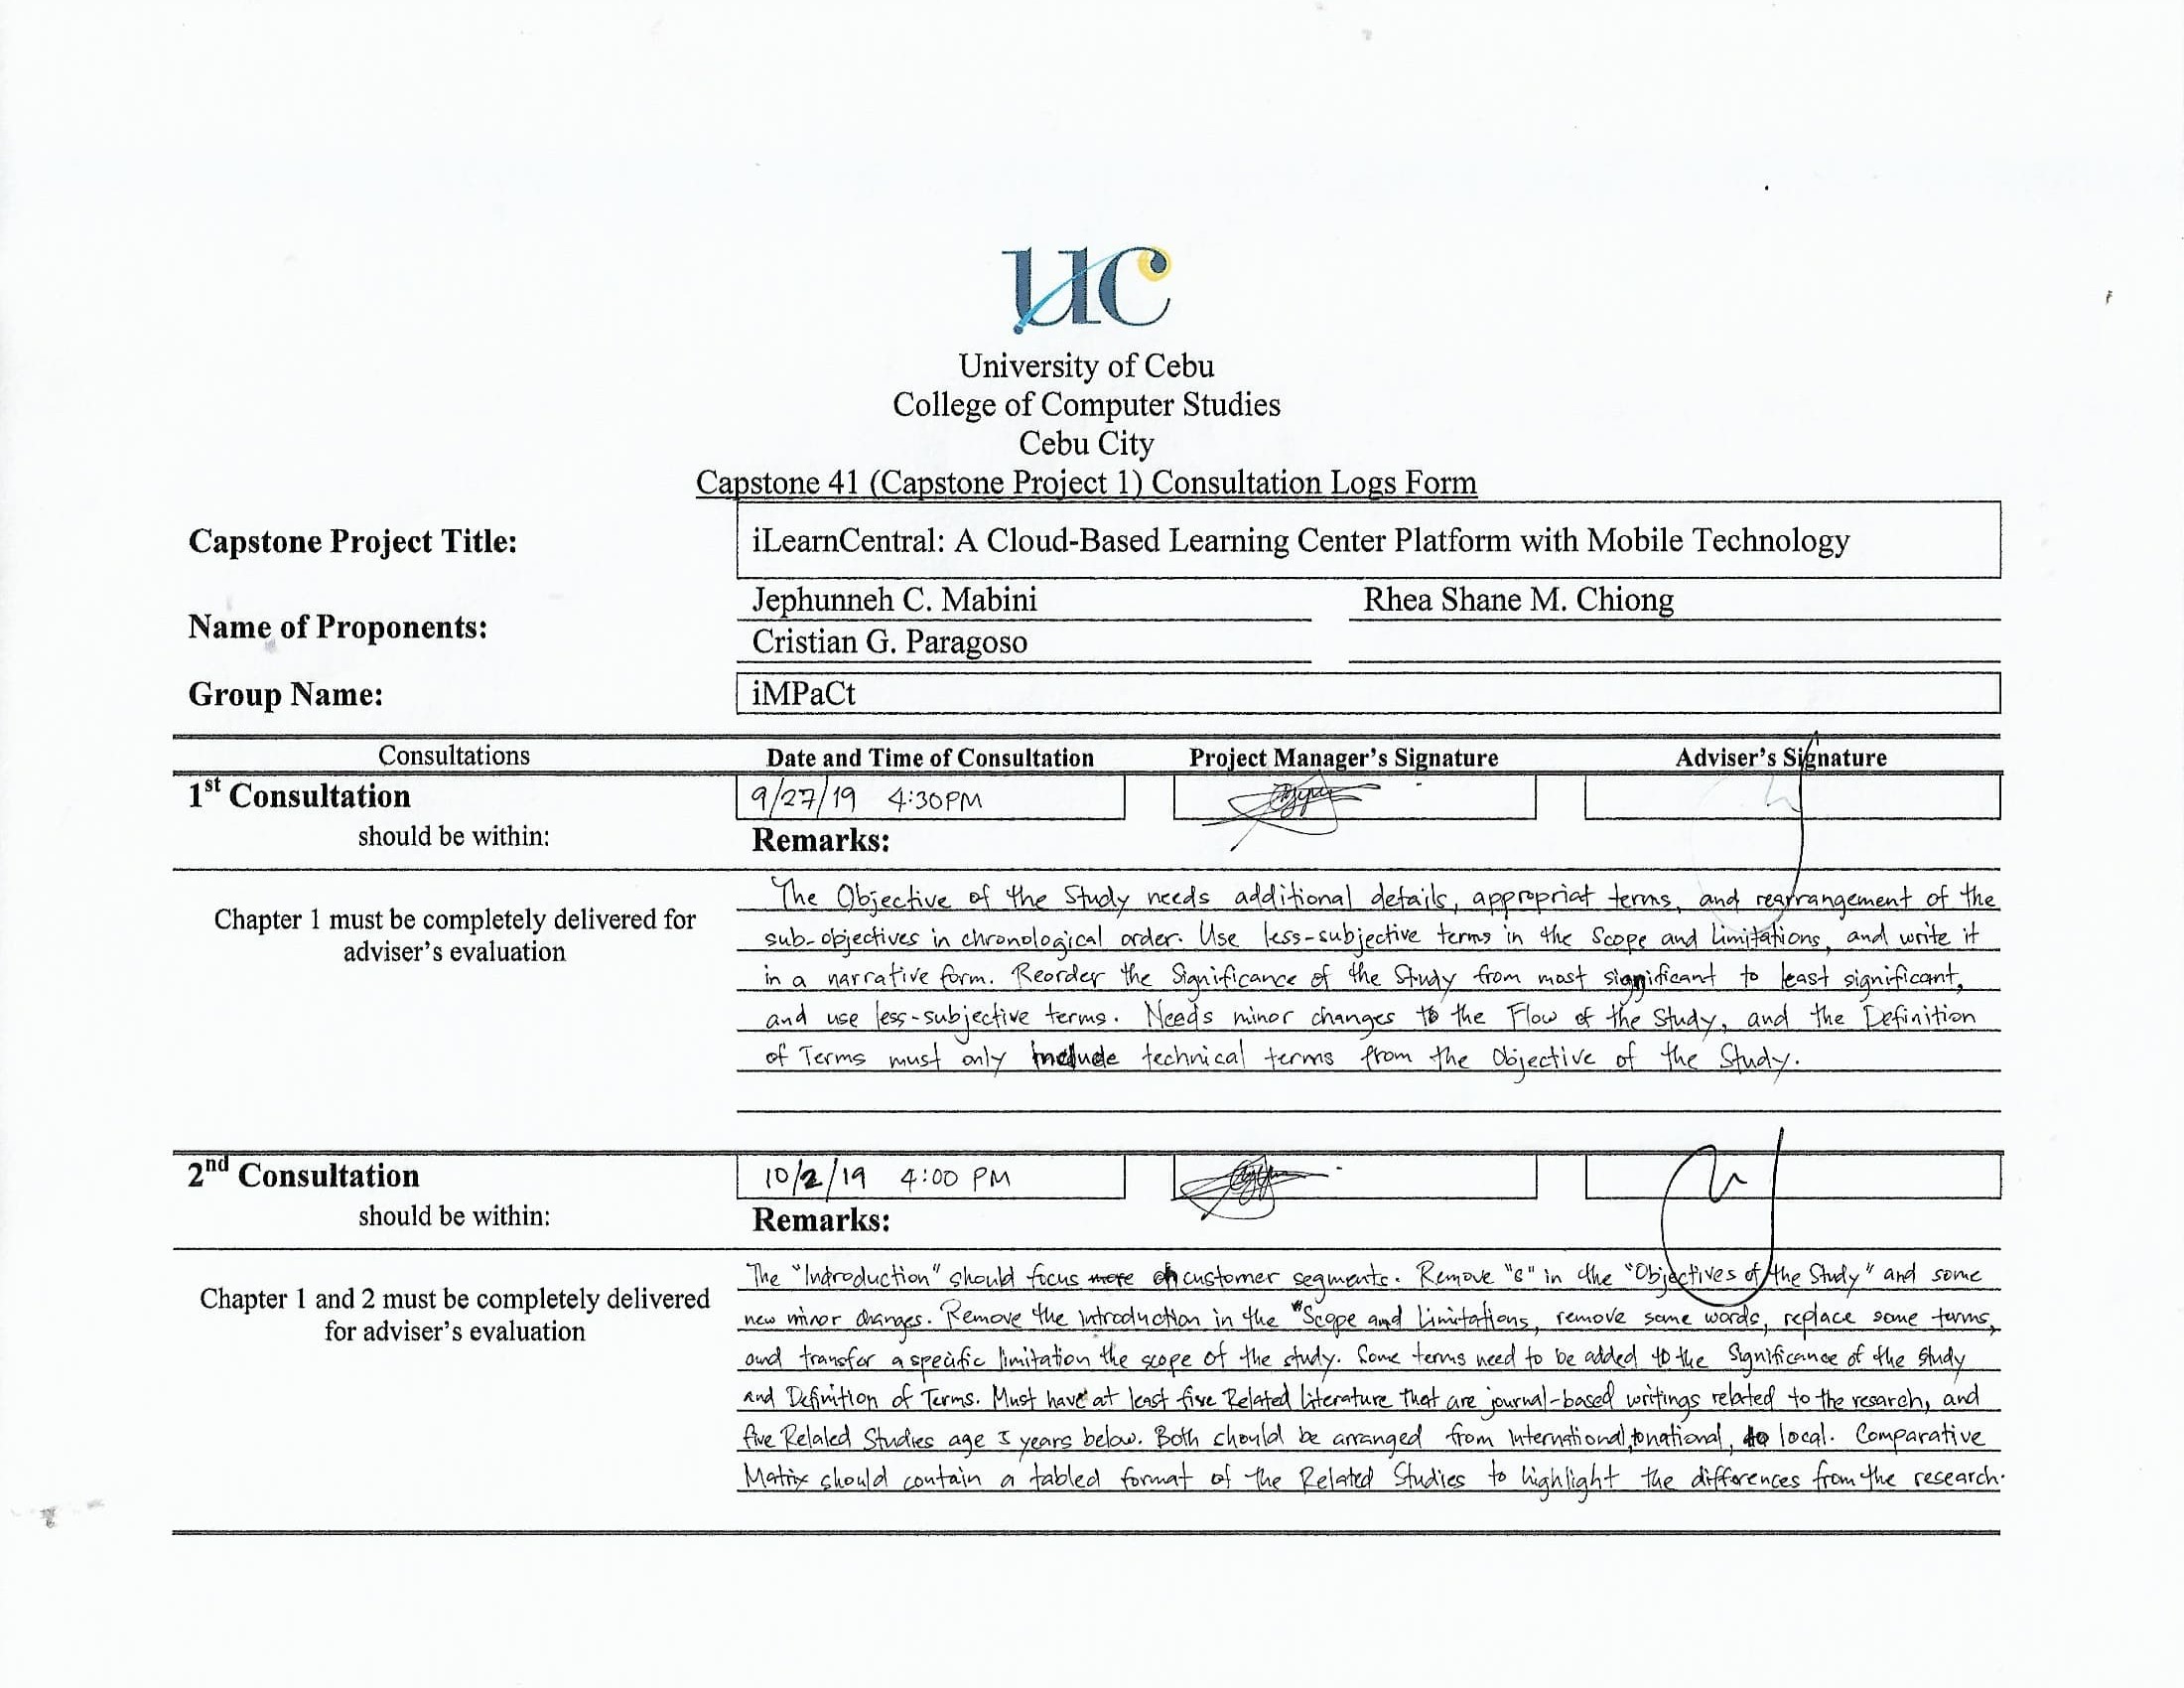 uc
University of Cebu
College of Computer Studies
Cebu City
Capstone 41 (Capstone Project 1) Consultation Logs Form
Capstone Project Title: iLearnCentral: A Cloud-Based Learning Center Platform with Mobile Technology
Name of Proponents: Jephunneh C. Mabini Rhea Shane M. Chiong
Cristian G. Paragoso
Group Name: iMPaCt
Consultations Date and Time of Consultation Project Manager's Signature Adviser's Signature
1st Consultation 9/27/19 4:30PM
should be within: Remarks:
Chapter 1 must be completely delivered for
adviser's evaluation
The Objective of the Study needs additional details, appropriat terms, and rearrangement of the
sub-objectives in chronological order. Use less-subjective terms in the Scope and Limitations, and write it
in a narrative form. Reorder the Significance of the Study from most significant to least significant,
and use less-subjective terms. Needs minor changes to the Flow of the Study, and the Definition
of Terms must only include technical terms from the Objective of the Study.
2nd Consultation 10/2/19 4:00 PM
should be within: Remarks:
Chapter 1 and 2 must be completely delivered
for adviser's evaluation
The "Introduction" should focus more on customer segments. Remove "6" in the "Objectives of the Study" and some
new minor changes. Remove the introduction in the "Scope and Limitations, remove some words, replace some terms,
and transfer a specific limitation the scope of the study. Some terms need to be added to the Significance of the Study
and Definition of Terms. Must have at least five Related Literature that are journal-based writings related to the resarch, and
five Related Studies age 5 years below. Both should be arranged from International, to national, to local. Comparative
Matrix should contain a tabled format of the Related Studies to highlight the differences from the research.